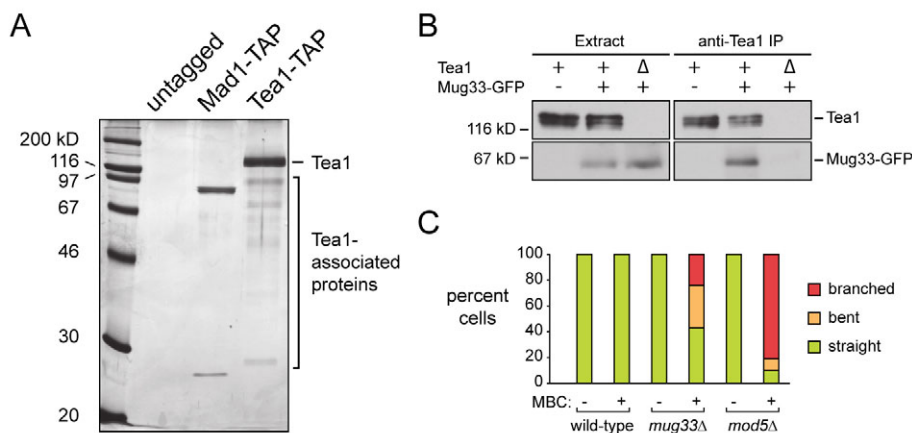 A
untagged
Mad1-TAP
Tea1-TAP
200 kD
116
97
67
46
30
20
Tea1
Tea1-
associated
proteins
B
Extract
anti-Tea1 IP
Tea1 + + Δ + + Δ
Mug33-GFP - + + - + +
116 kD
Tea1
67 kD
Mug33-GFP
C
percent
cells
100
80
60
40
20
0
branched
bent
straight
MBC: - + - + - +
wild-type mug33Δ mod5Δ